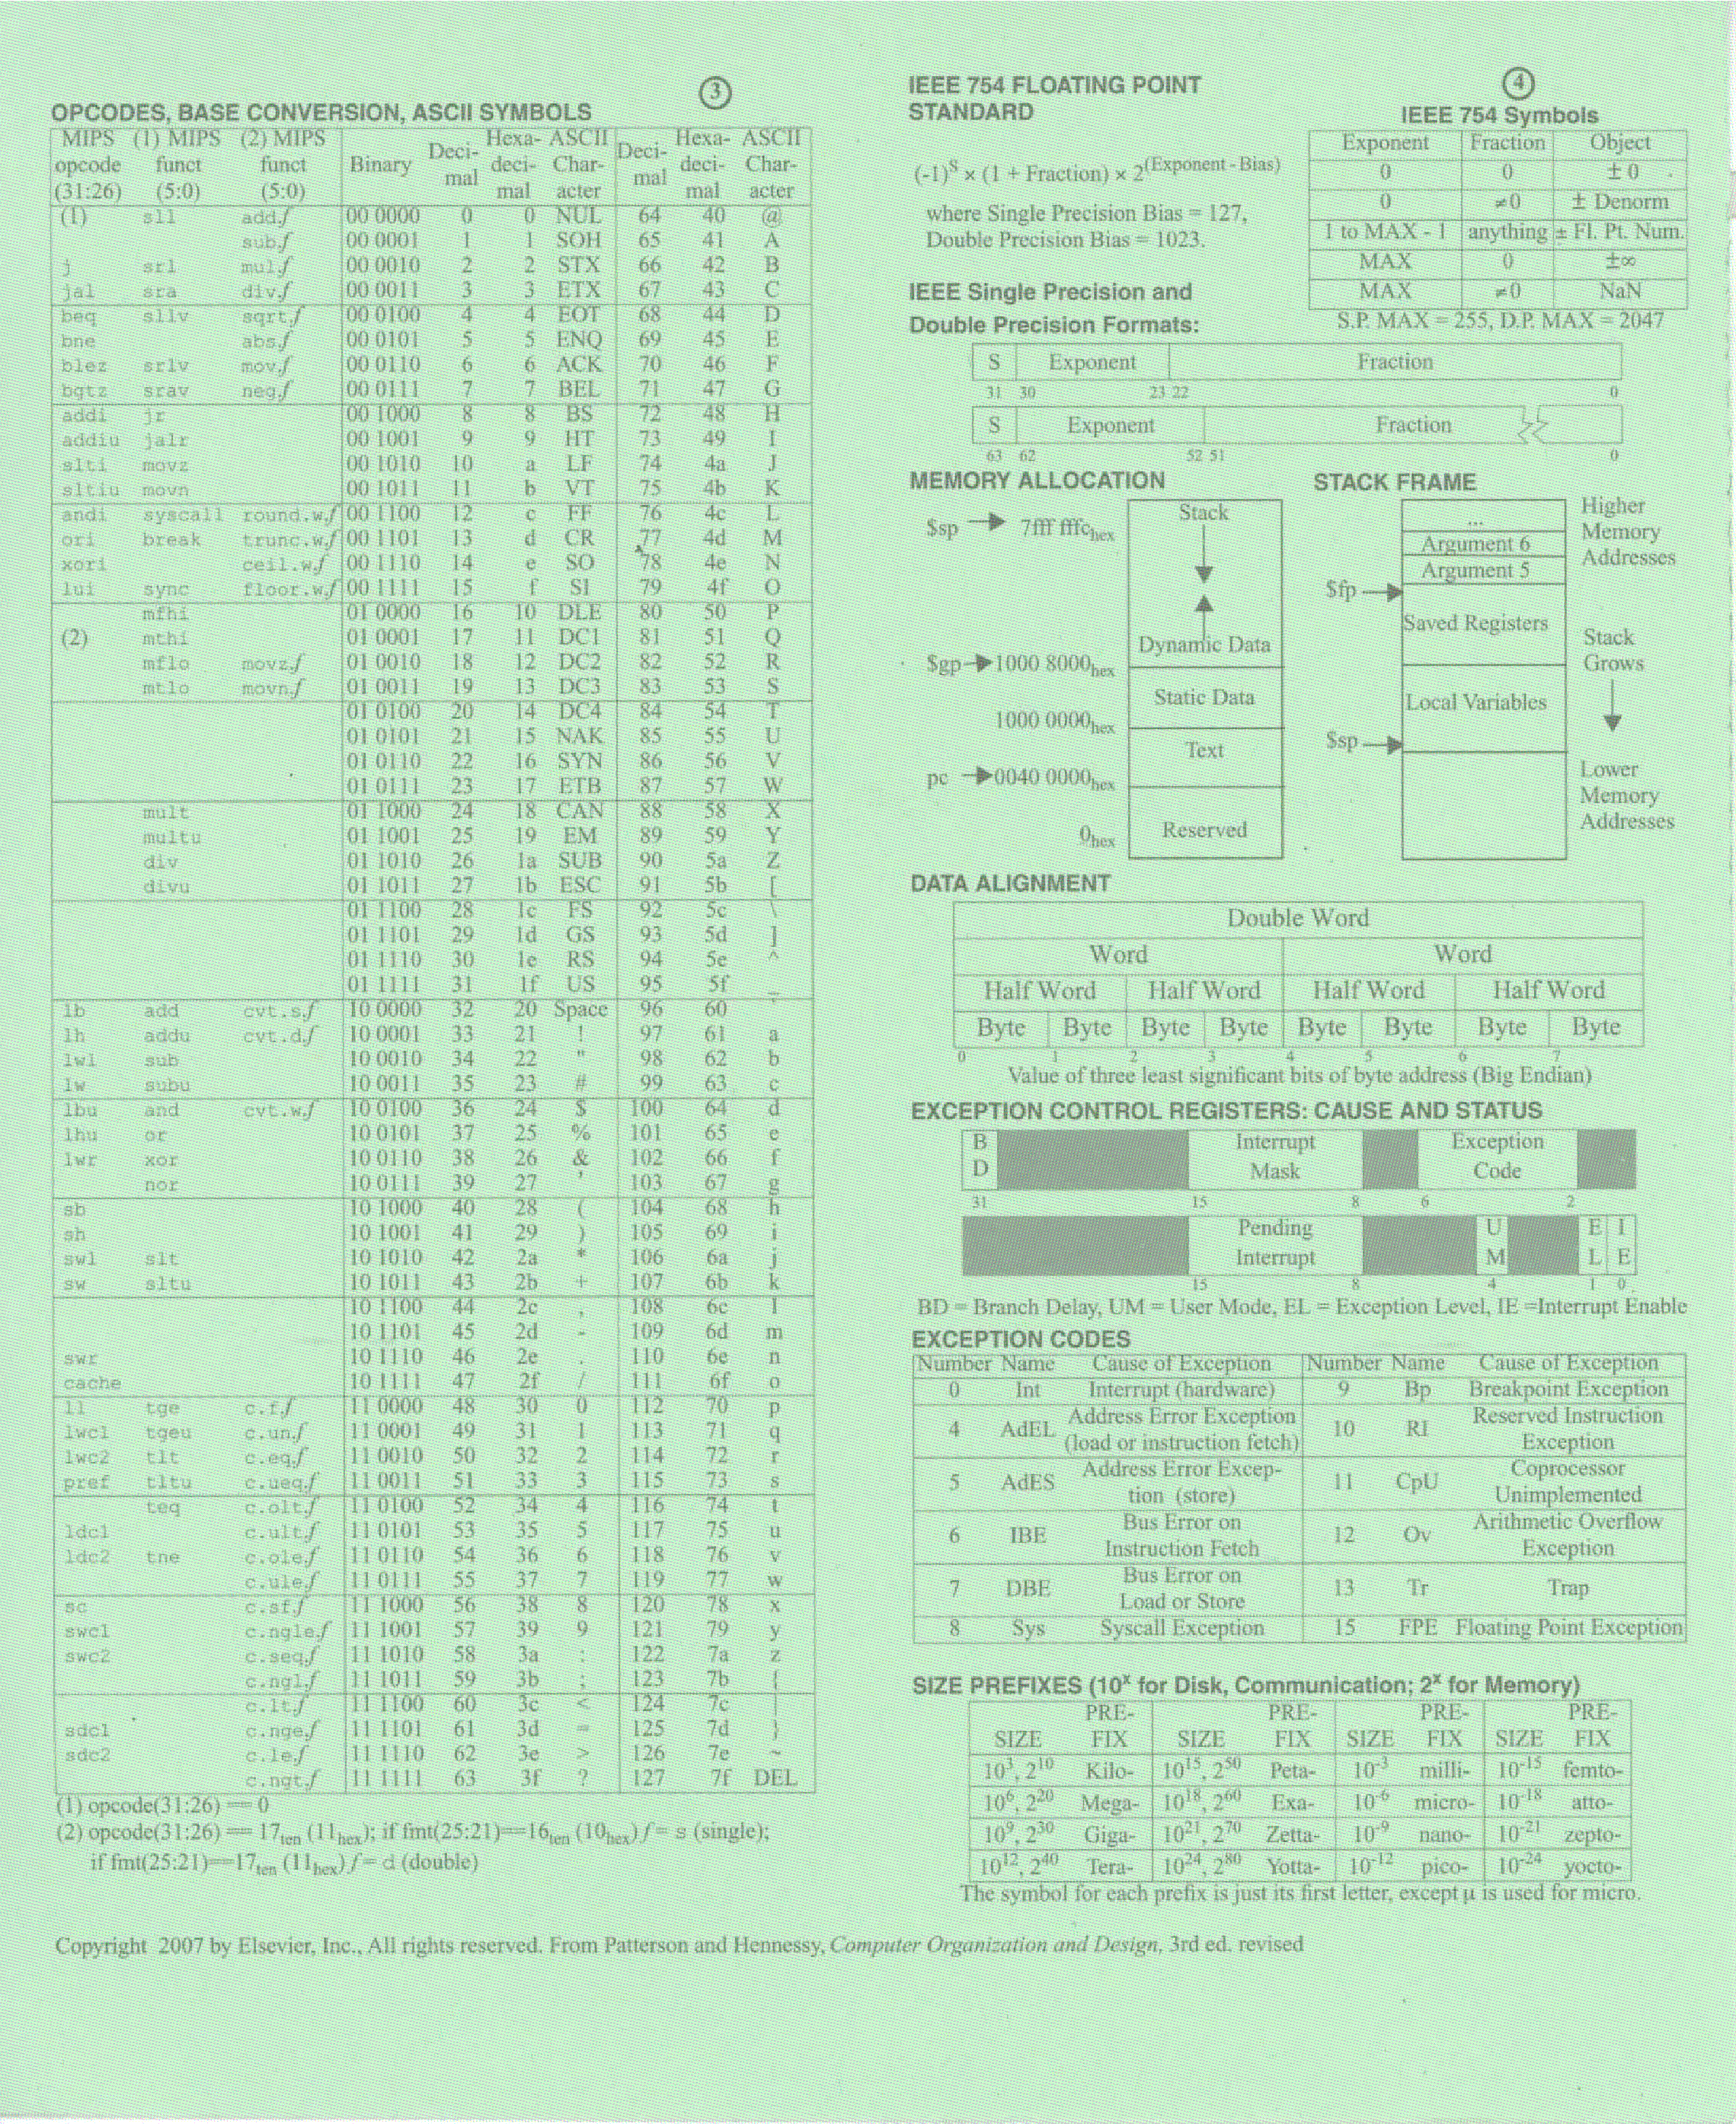 ③
OPCODES, BASE CONVERSION, ASCII SYMBOLS
MIPS (1) MIPS (2) MIPS Binary Deci- Hexa- ASCII Deci- Hexa- ASCII
opcode funct funct mal deci- Char- mal deci- Char-
(31:26) (5:0) (5:0) mal acter mal acter
(1) sll add.f 00 0000 0 0 NUL 64 40 @
sub.f 00 0001 1 1 SOH 65 41 A
j srl mul.f 00 0010 2 2 STX 66 42 B
jal sra div.f 00 0011 3 3 ETX 67 43 C
beq sllv sqrt.f 00 0100 4 4 EOT 68 44 D
bne abs.f 00 0101 5 5 ENQ 69 45 E
blez srlv mov.f 00 0110 6 6 ACK 70 46 F
bgtz srav neg.f 00 0111 7 7 BEL 71 47 G
addi jr 00 1000 8 8 BS 72 48 H
addiu jalr 00 1001 9 9 HT 73 49 I
slti movz 00 1010 10 a LF 74 4a J
sltiu movn 00 1011 11 b VT 75 4b K
andi syscall round.w.f 00 1100 12 c FF 76 4c L
ori break trunc.w.f 00 1101 13 d CR 77 4d M
xori ceil.w.f 00 1110 14 e SO 78 4e N
lui sync floor.w.f 00 1111 15 f SI 79 4f O
mfhi 01 0000 16 10 DLE 80 50 P
(2) mthi 01 0001 17 11 DC1 81 51 Q
mflo movz.f 01 0010 18 12 DC2 82 52 R
mtlo movn.f 01 0011 19 13 DC3 83 53 S
01 0100 20 14 DC4 84 54 T
01 0101 21 15 NAK 85 55 U
01 0110 22 16 SYN 86 56 V
01 0111 23 17 ETB 87 57 W
mult 01 1000 24 18 CAN 88 58 X
multu 01 1001 25 19 EM 89 59 Y
div 01 1010 26 1a SUB 90 5a Z
divu 01 1011 27 1b ESC 91 5b [
01 1100 28 1c FS 92 5c \
01 1101 29 1d GS 93 5d ]
01 1110 30 1e RS 94 5e ^
01 1111 31 1f US 95 5f _
lb add cvt.s.f 10 0000 32 20 Space 96 60 `
lh addu cvt.d.f 10 0001 33 21 ! 97 61 a
lwl sub 10 0010 34 22 " 98 62 b
lw subu 10 0011 35 23 # 99 63 c
lbu and cvt.w.f 10 0100 36 24 $ 100 64 d
lhu or 10 0101 37 25 % 101 65 e
lwr xor 10 0110 38 26 & 102 66 f
nor 10 0111 39 27 ' 103 67 g
sb 10 1000 40 28 ( 104 68 h
sh 10 1001 41 29 ) 105 69 i
swl slt 10 1010 42 2a * 106 6a j
sw sltu 10 1011 43 2b + 107 6b k
10 1100 44 2c , 108 6c l
10 1101 45 2d - 109 6d m
swr 10 1110 46 2e . 110 6e n
cache 10 1111 47 2f / 111 6f o
ll tge c.f.f 11 0000 48 30 0 112 70 p
lwc1 tgeu c.un.f 11 0001 49 31 1 113 71 q
lwc2 tlt c.eq.f 11 0010 50 32 2 114 72 r
pref tltu c.ueq.f 11 0011 51 33 3 115 73 s
teq c.olt.f 11 0100 52 34 4 116 74 t
ldc1 c.ult.f 11 0101 53 35 5 117 75 u
ldc2 tne c.ole.f 11 0110 54 36 6 118 76 v
c.ule.f 11 0111 55 37 7 119 77 w
sc c.sf.f 11 1000 56 38 8 120 78 x
swc1 c.ngle.f 11 1001 57 39 9 121 79 y
swc2 c.seq.f 11 1010 58 3a : 122 7a z
c.ngl.f 11 1011 59 3b ; 123 7b {
c.lt.f 11 1100 60 3c < 124 7c |
sdc1 c.nge.f 11 1101 61 3d = 125 7d }
sdc2 c.le.f 11 1110 62 3e > 126 7e ~
c.ngt.f 11 1111 63 3f ? 127 7f DEL
(1) opcode(31:26) == 0
(2) opcode(31:26) == 17ten (11hex); if fmt(25:21)==16ten (10hex) f = s (single);
if fmt(25:21)==17ten (11hex) f = d (double)
IEEE 754 FLOATING POINT
STANDARD
(-1)^S × (1 + Fraction) × 2^(Exponent - Bias)
where Single Precision Bias = 127,
Double Precision Bias = 1023.
④
IEEE 754 Symbols
Exponent Fraction Object
0 0 ± 0
0 ≠0 ± Denorm
1 to MAX - 1 anything ± Fl. Pt. Num.
MAX 0 ±∞
MAX ≠0 NaN
S.P. MAX = 255, D.P. MAX = 2047
IEEE Single Precision and
Double Precision Formats:
S Exponent Fraction
31 30 23 22 0
S Exponent Fraction
63 62 52 51 0
MEMORY ALLOCATION
$sp 7fff fffchex Stack
Dynamic Data
$gp 1000 8000hex
Static Data
1000 0000hex
Text
pc 0040 0000hex
0hex Reserved
STACK FRAME
...
Argument 6
Argument 5
$fp
Saved Registers
Local Variables
$sp
Higher
Memory
Addresses
Stack
Grows
Lower
Memory
Addresses
DATA ALIGNMENT
Double Word
Word Word
Half Word Half Word Half Word Half Word
Byte Byte Byte Byte Byte Byte Byte Byte
0 1 2 3 4 5 6 7
Value of three least significant bits of byte address (Big Endian)
EXCEPTION CONTROL REGISTERS: CAUSE AND STATUS
B Interrupt Exception
D Mask Code
31 15 8 6 2
Pending U E I
Interrupt M L E
15 8 4 1 0
BD = Branch Delay, UM = User Mode, EL = Exception Level, IE =Interrupt Enable
EXCEPTION CODES
Number Name Cause of Exception Number Name Cause of Exception
0 Int Interrupt (hardware) 9 Bp Breakpoint Exception
4 AdEL Address Error Exception (load or instruction fetch) 10 RI Reserved Instruction Exception
5 AdES Address Error Excep- tion (store) 11 CpU Coprocessor Unimplemented
6 IBE Bus Error on Instruction Fetch 12 Ov Arithmetic Overflow Exception
7 DBE Bus Error on Load or Store 13 Tr Trap
8 Sys Syscall Exception 15 FPE Floating Point Exception
SIZE PREFIXES (10^x for Disk, Communication; 2^x for Memory)
PRE- PRE- PRE- PRE-
SIZE FIX SIZE FIX SIZE FIX SIZE FIX
10^3, 2^10 Kilo- 10^15, 2^50 Peta- 10^-3 milli- 10^-15 femto-
10^6, 2^20 Mega- 10^18, 2^60 Exa- 10^-6 micro- 10^-18 atto-
10^9, 2^30 Giga- 10^21, 2^70 Zetta- 10^-9 nano- 10^-21 zepto-
10^12, 2^40 Tera- 10^24, 2^80 Yotta- 10^-12 pico- 10^-24 yocto-
The symbol for each prefix is just its first letter, except μ is used for micro.
Copyright 2007 by Elsevier, Inc., All rights reserved. From Patterson and Hennessy, Computer Organization and Design, 3rd ed. revised